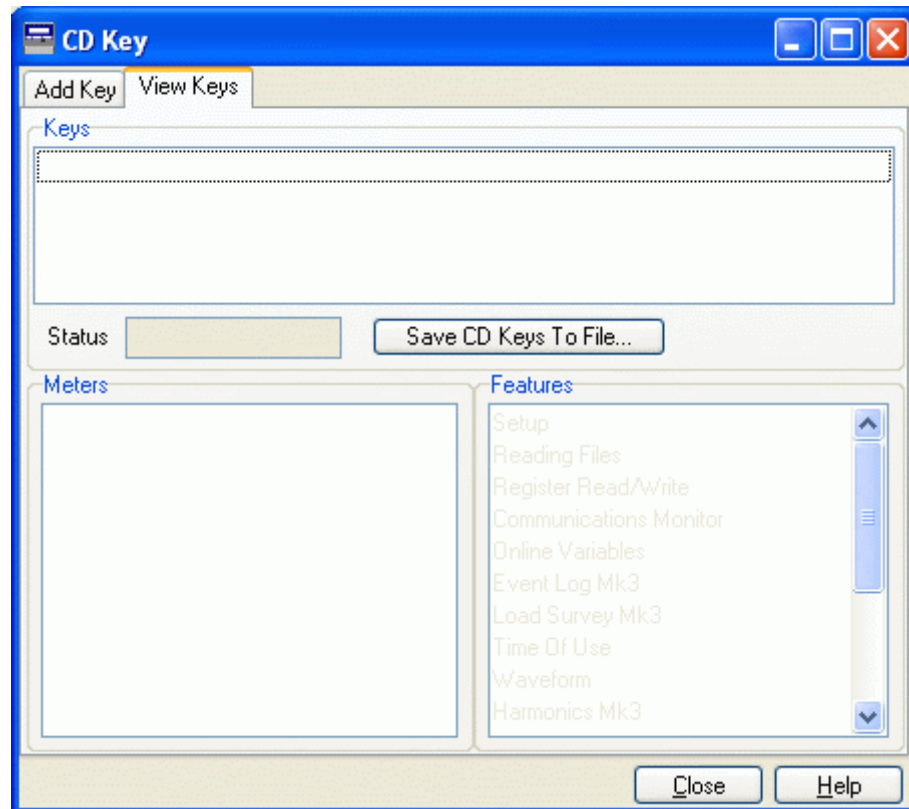 CD Key
Add Key View Keys
Keys
Status Save CD Keys To File...
Meters Features
Setup
Reading Files
Register Read/Write
Communications Monitor
Online Variables
Event Log Mk3
Load Survey Mk3
Time Of Use
Waveform
Harmonics Mk3
Close Help